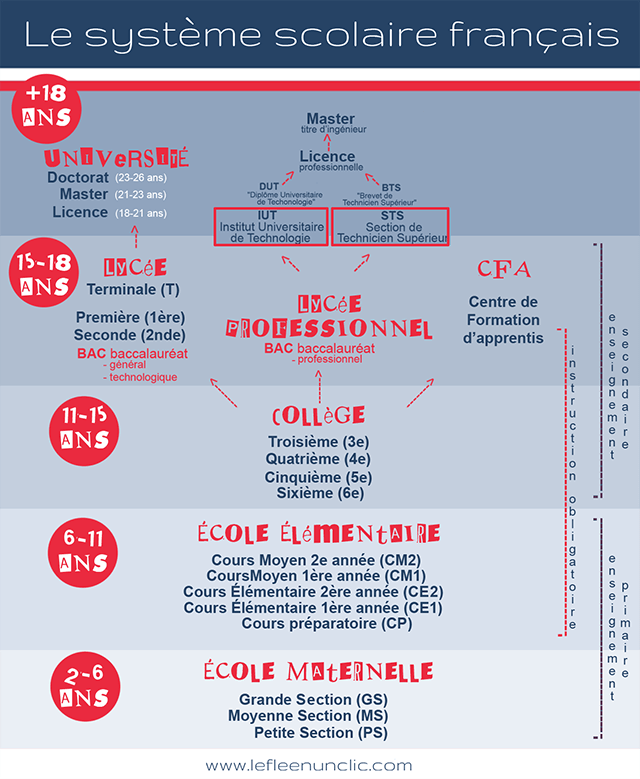 Le système scolaire français
+18
ANS
Master
titre d'ingénieur
Licence
professionnelle
UNIVERSITÉ
Doctorat (23-26 ans)
Master (21-23 ans)
Licence (18-21 ans)
DUT
"Diplôme Universitaire
de Techonologie"
BTS
"Brevet de
Technicien Supérieur"
IUT
Institut Universitaire
de Technologie
STS
Section de
Technicien Supérieur
15-18
ANS
LYCÉE
Terminale (T)
Première (1ère)
Seconde (2nde)
BAC baccalauréat
- général
- technologique
LYCÉE
PROFESSIONNEL
BAC baccalauréat
- professionnel
CFA
Centre de
Formation
d'apprentis
11-15
ANS
COLLÈGE
Troisième (3e)
Quatrième (4e)
Cinquième (5e)
Sixième (6e)
enseignement
secondaire
instruction obligatoire
6-11
ANS
ÉCOLE ÉLÉMENTAIRE
Cours Moyen 2e année (CM2)
CoursMoyen 1ère année (CM1)
Cours Élémentaire 2ère année (CE2)
Cours Élémentaire 1ère année (CE1)
Cours préparatoire (CP)
enseignement
primaire
2-6
ANS
ÉCOLE MATERNELLE
Grande Section (GS)
Moyenne Section (MS)
Petite Section (PS)
www.lefleenunclic.com